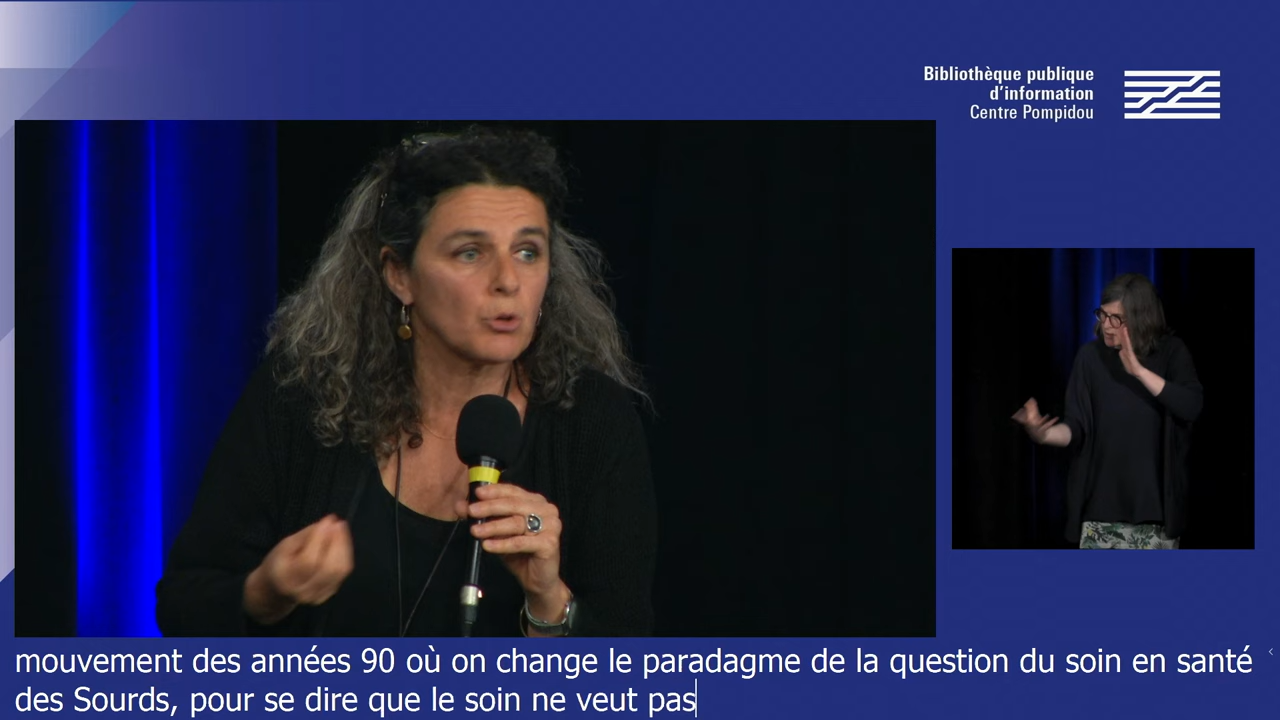 Bibliothèque publique
d'information
Centre Pompidou
mouvement des années 90 où on change le paradagme de la question du soin en santé
des Sourds, pour se dire que le soin ne veut pas